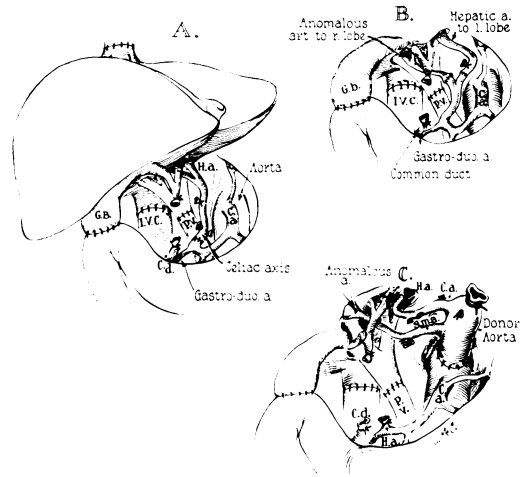 A.
H.a.
Aorta
G.B.
I.V.C.
P.V.
C.d.
Celiac axis
Gastro-duo. a
B.
Anomalous
art to r. lobe
Hepatic a.
to l. lobe
G.b.
I.V.C.
P.V.
Gastro-duo. a.
Common duct
C.
Anomalous
a.
H.a.
C.a.
S.m.a.
Donor
Aorta
P.
v.
C.d.
H.a.